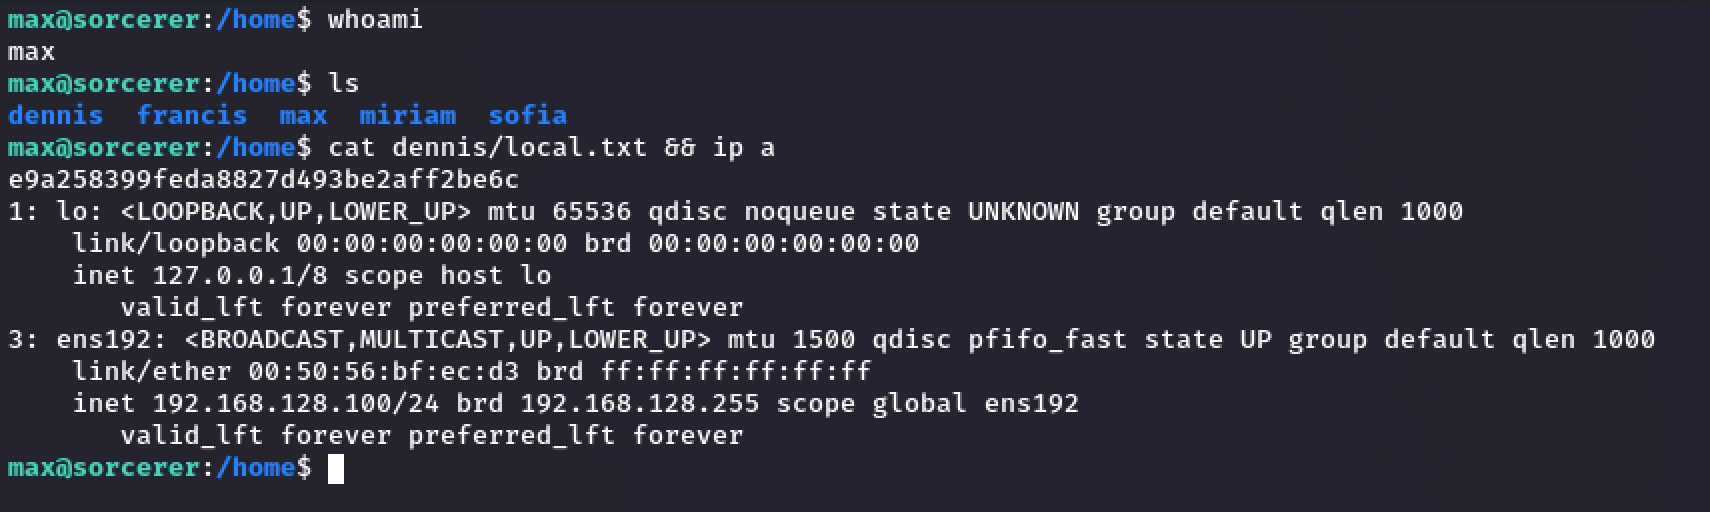 max@sorcerer:/home$ whoami
max
max@sorcerer:/home$ ls
dennis  francis  max  miriam  sofia
max@sorcerer:/home$ cat dennis/local.txt && ip a
e9a258399feda8827d493be2aff2be6c
1: lo: <LOOPBACK,UP,LOWER_UP> mtu 65536 qdisc noqueue state UNKNOWN group default qlen 1000
    link/loopback 00:00:00:00:00:00 brd 00:00:00:00:00:00
    inet 127.0.0.1/8 scope host lo
       valid_lft forever preferred_lft forever
3: ens192: <BROADCAST,MULTICAST,UP,LOWER_UP> mtu 1500 qdisc pfifo_fast state UP group default qlen 1000
    link/ether 00:50:56:bf:ec:d3 brd ff:ff:ff:ff:ff:ff
    inet 192.168.128.100/24 brd 192.168.128.255 scope global ens192
       valid_lft forever preferred_lft forever
max@sorcerer:/home$